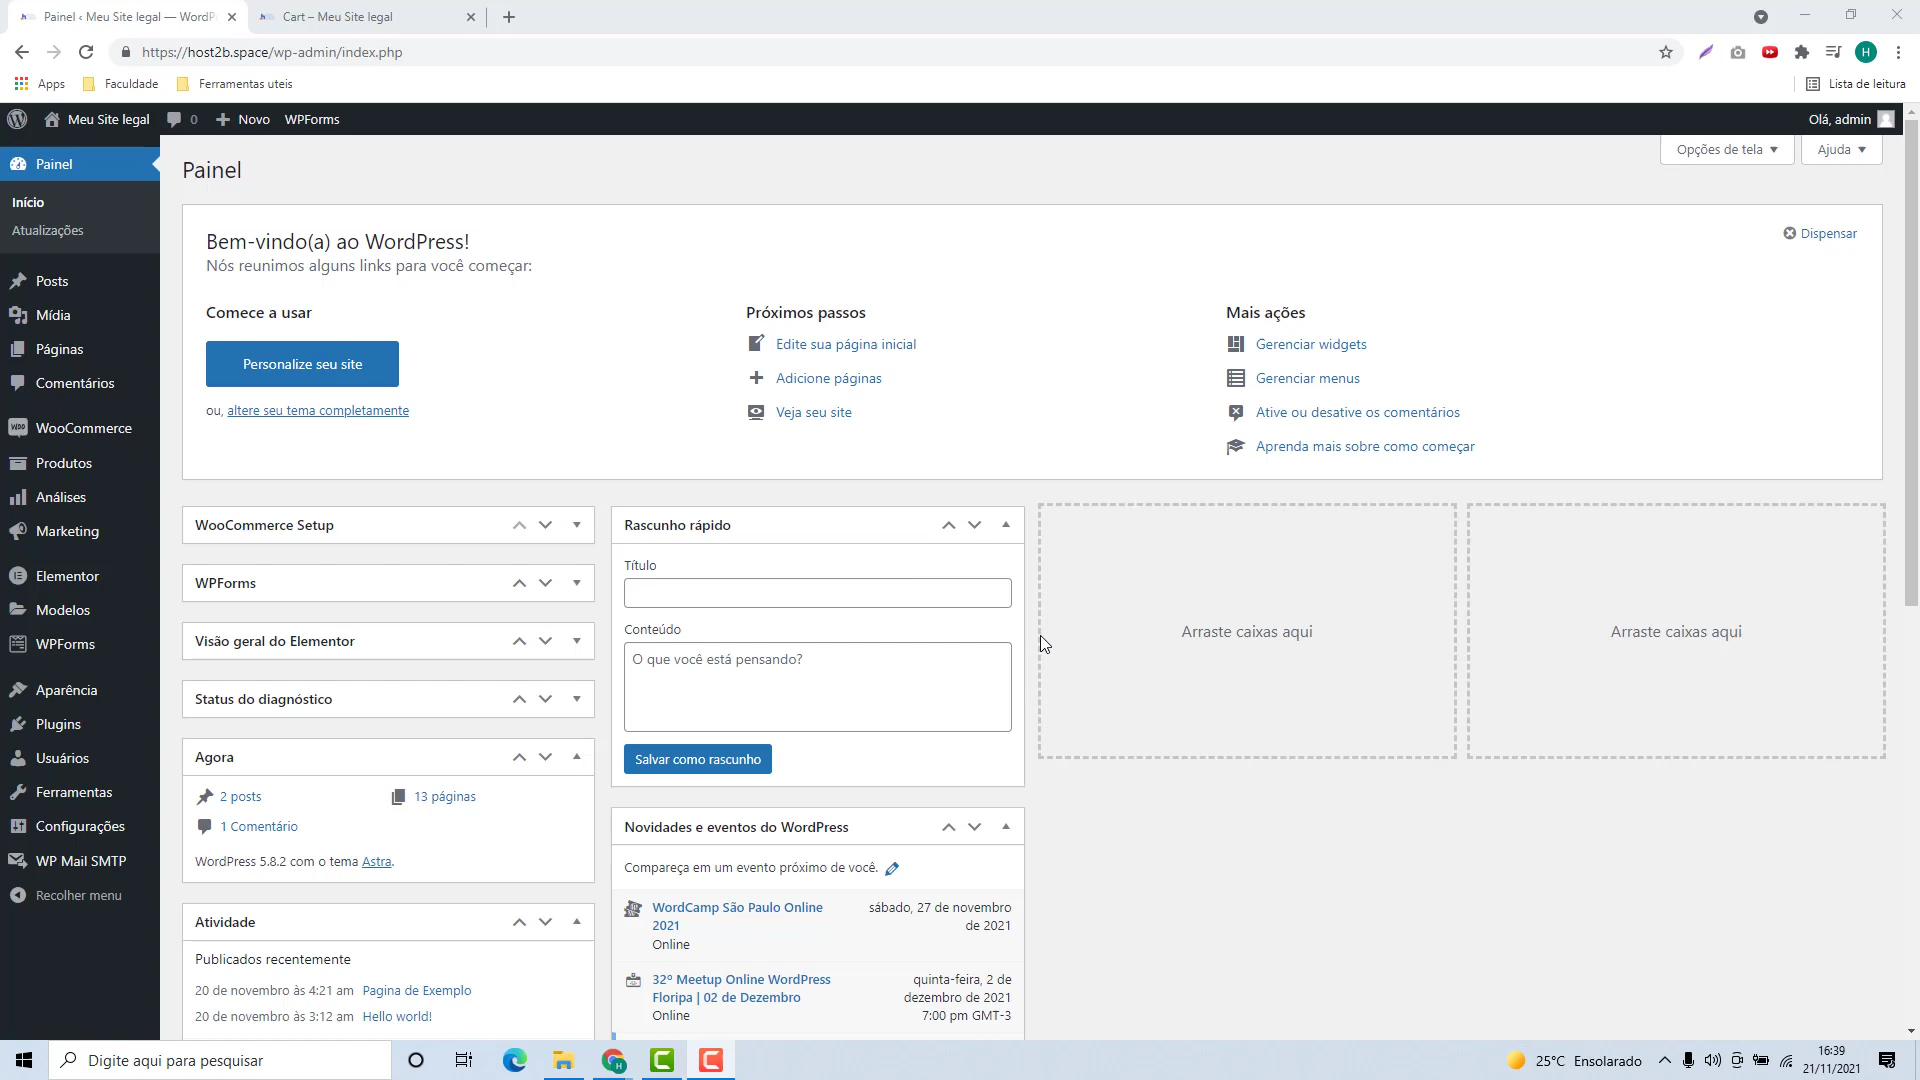 Painel ‹ Meu Site legal — WordP
Cart – Meu Site legal
https://host2b.space/wp-admin/index.php
H
Apps
Faculdade
Ferramentas uteis
Lista de leitura
Meu Site legal
0
Novo
WPForms
Olá, admin
Painel
Início
Atualizações
Posts
Mídia
Páginas
Comentários
WooCommerce
Produtos
Análises
Marketing
Elementor
Modelos
WPForms
Aparência
Plugins
Usuários
Ferramentas
Configurações
WP Mail SMTP
Recolher menu
Painel
Opções de tela
Ajuda
Bem-vindo(a) ao WordPress!
Nós reunimos alguns links para você começar:
Dispensar
Comece a usar
Personalize seu site
ou, altere seu tema completamente
Próximos passos
Edite sua página inicial
Adicione páginas
Veja seu site
Mais ações
Gerenciar widgets
Gerenciar menus
Ative ou desative os comentários
Aprenda mais sobre como começar
WooCommerce Setup
WPForms
Visão geral do Elementor
Status do diagnóstico
Agora
2 posts
13 páginas
1 Comentário
WordPress 5.8.2 com o tema Astra.
Atividade
Publicados recentemente
20 de novembro às 4:21 am Pagina de Exemplo
20 de novembro às 3:12 am Hello world!
Rascunho rápido
Título
Conteúdo
O que você está pensando?
Salvar como rascunho
Novidades e eventos do WordPress
Compareça em um evento próximo de você.
WordCamp São Paulo Online
2021
Online
sábado, 27 de novembro
de 2021
32º Meetup Online WordPress
Floripa | 02 de Dezembro
Online
quinta-feira, 2 de
dezembro de 2021
7:00 pm GMT-3
Arraste caixas aqui
Arraste caixas aqui
Digite aqui para pesquisar
25°C Ensolarado
16:39
21/11/2021